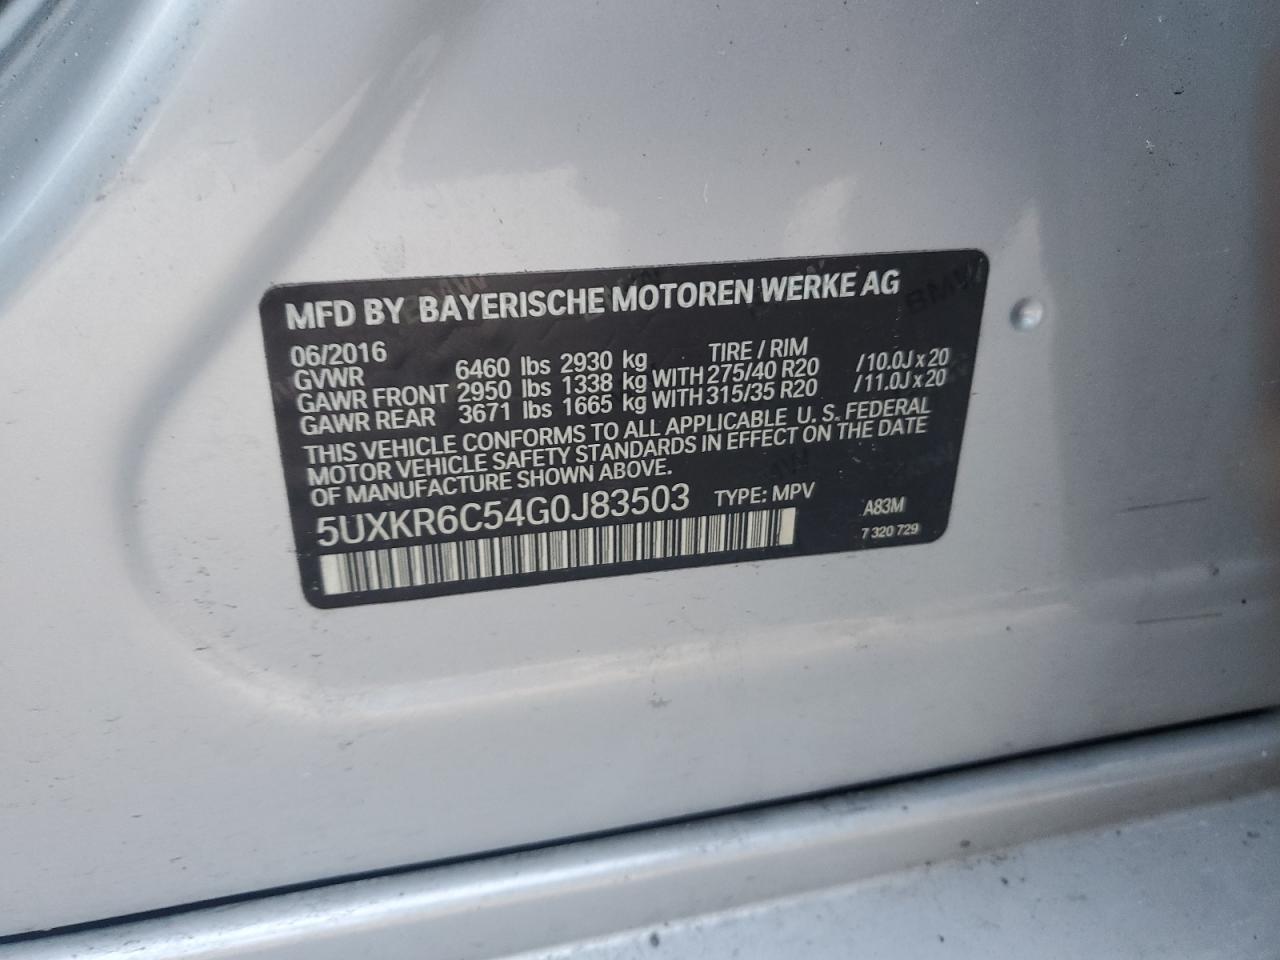 MFD BY BAYERISCHE MOTOREN WERKE AG
06/2016 TIRE / RIM
GVWR 6460 lbs 2930 kg
GAWR FRONT 2950 lbs 1338 kg WITH 275/40 R20 /10.0J x 20
GAWR REAR 3671 lbs 1665 kg WITH 315/35 R20 /11.0J x 20
THIS VEHICLE CONFORMS TO ALL APPLICABLE U. S. FEDERAL
MOTOR VEHICLE SAFETY STANDARDS IN EFFECT ON THE DATE
OF MANUFACTURE SHOWN ABOVE.
5UXKR6C54G0J83503 TYPE: MPV A83M
7 320 729